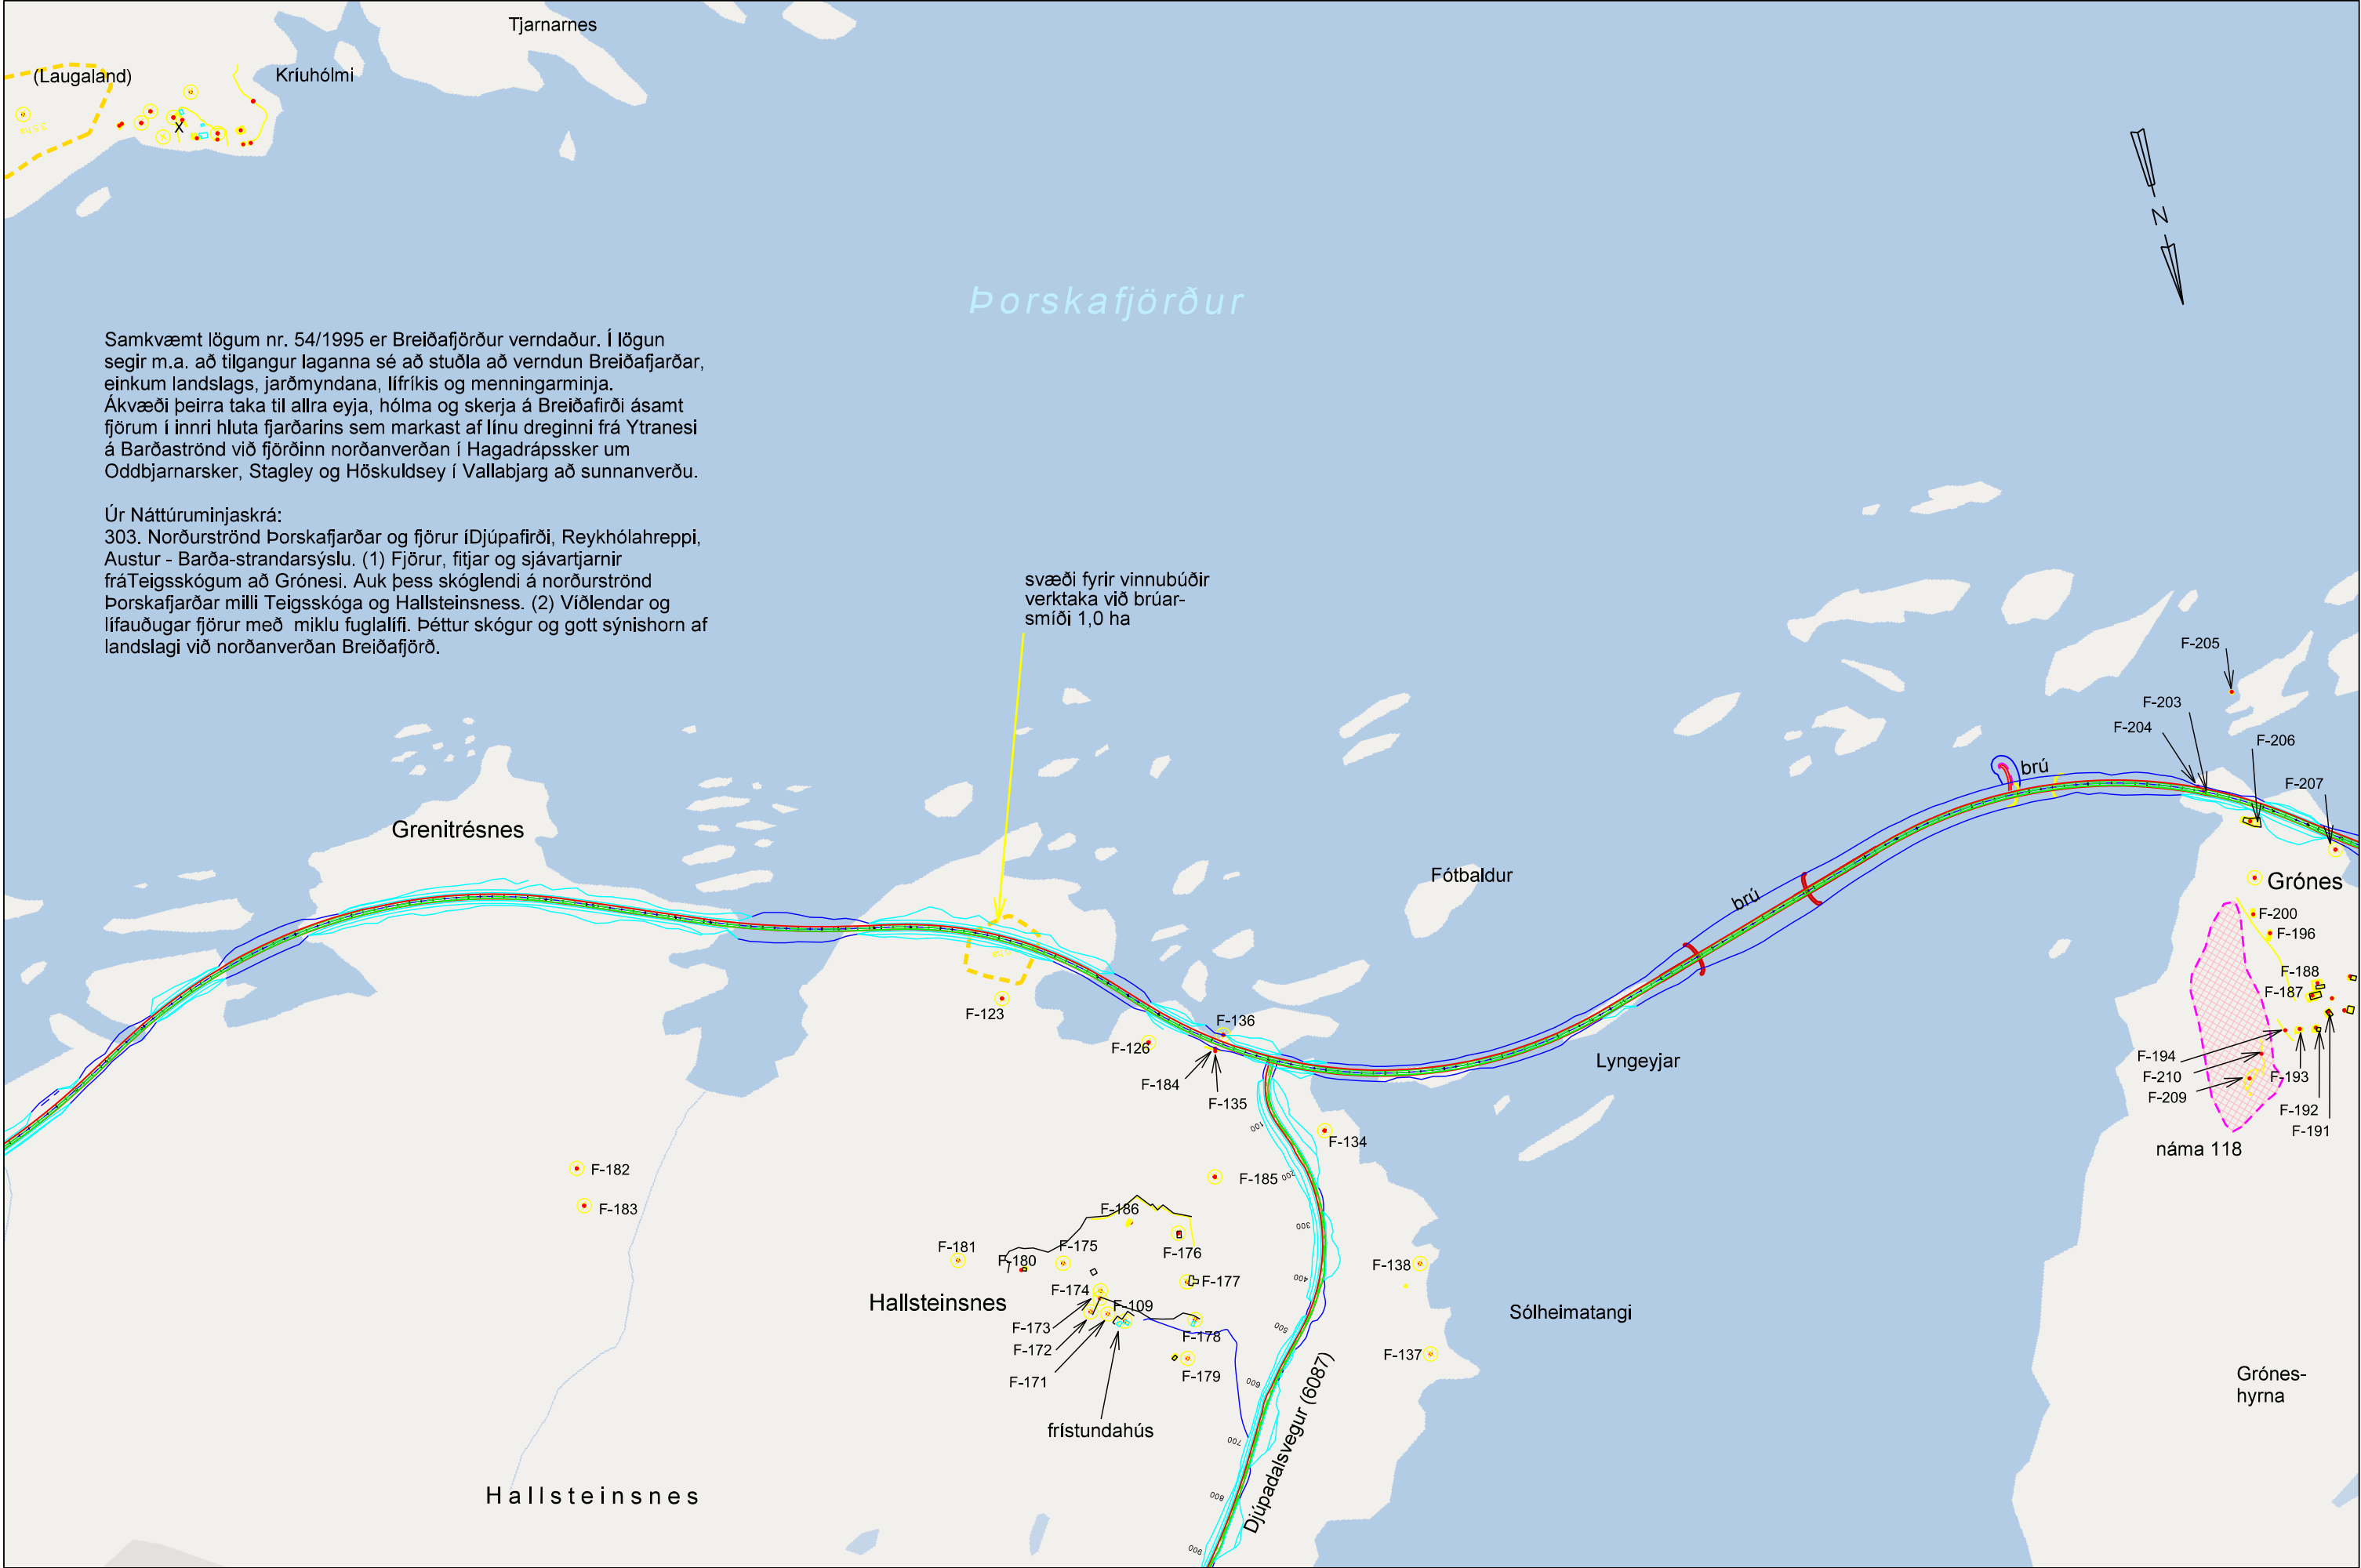 Tjarnarnes
(Laugaland)
Kríuhólmi
X
N
Þorskafjörður
Samkvæmt lögum nr. 54/1995 er Breiðafjörður verndaður. Í lögun
segir m.a. að tilgangur laganna sé að stuðla að verndun Breiðafjarðar,
einkum landslags, jarðmyndana, lífríkis og menningarminja.
Ákvæði þeirra taka til allra eyja, hólma og skerja á Breiðafirði ásamt
fjörum í innri hluta fjarðarins sem markast af línu dreginni frá Ytranesi
á Barðaströnd við fjörðinn norðanverðan í Hagadrápssker um
Oddbjarnarsker, Stagley og Höskuldsey í Vallabjarg að sunnanverðu.
Úr Náttúruminjaskrá:
303. Norðurströnd Þorskafjarðar og fjörur íDjúpafirði, Reykhólahreppi,
Austur - Barða-strandarsýslu. (1) Fjörur, fitjar og sjávartjarnir
fráTeigsskógum að Grónesi. Auk þess skóglendi á norðurströnd
Þorskafjarðar milli Teigsskóga og Hallsteinsness. (2) Víðlendar og
lífauðugar fjörur með miklu fuglalífi. Þéttur skógur og gott sýnishorn af
landslagi við norðanverðan Breiðafjörð.
svæði fyrir vinnubúðir
verktaka við brúar-
smíði 1,0 ha
F-205
F-203
F-204
F-206
F-207
brú
Grenitrésnes
Fótbaldur
brú
Grónes
F-200
F-196
F-188
F-187
F-123
F-136
F-126
F-184
F-135
Lyngeyjar
F-194
F-210
F-193
F-209
F-192
F-191
náma 118
100
F-134
F-182
F-185
200
F-183
F-186
300
F-176
F-181
F-180
F-175
F-138
F-177
400
F-174
Hallsteinsnes
F-109
Sólheimatangi
F-173
500
F-178
F-172
F-137
F-179
F-171
600
Grónes-
hyrna
frístundahús
700
Djúpadalsvegur (6087)
Hallsteinsnes
800
900